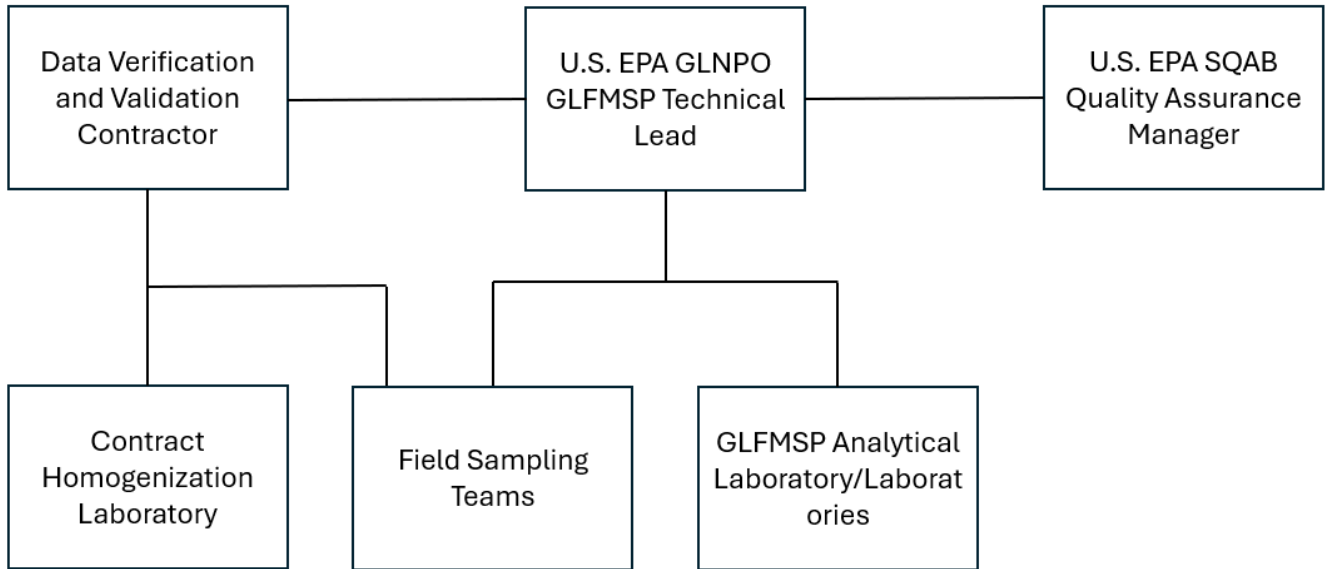 Data Verification
and Validation
Contractor
U.S. EPA GLNPO
GLFMSP Technical
Lead
U.S. EPA SQAB
Quality Assurance
Manager
Contract
Homogenization
Laboratory
Field Sampling
Teams
GLFMSP Analytical
Laboratory/Laborat
ories